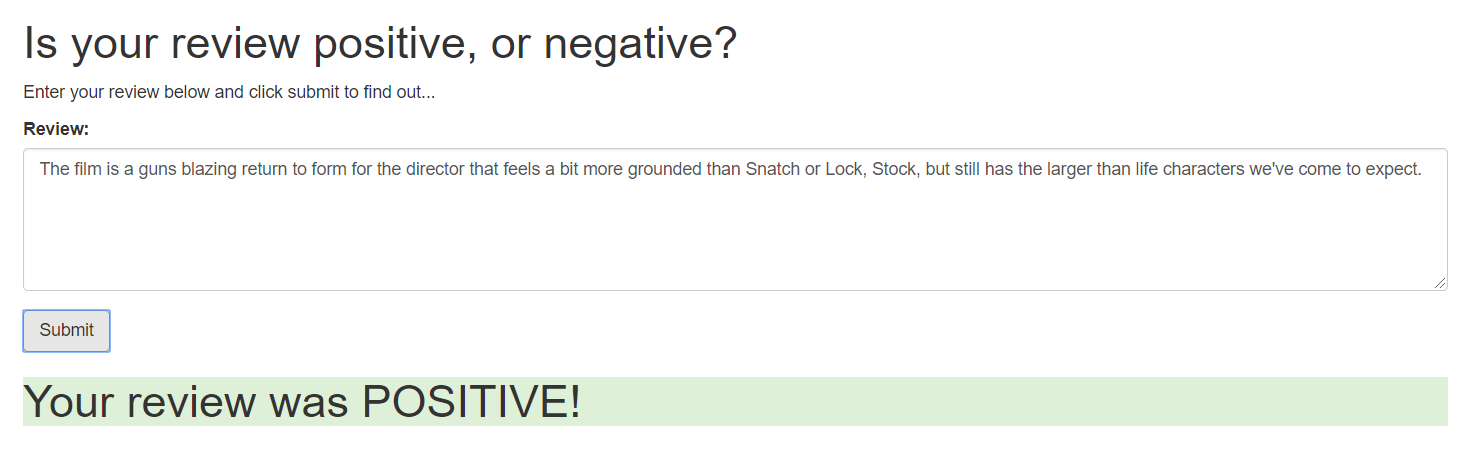 Is your review positive, or negative?
Enter your review below and click submit to find out...
Review:
The film is a guns blazing return to form for the director that feels a bit more grounded than Snatch or Lock, Stock, but still has the larger than life characters we've come to expect.
Submit
Your review was POSITIVE!